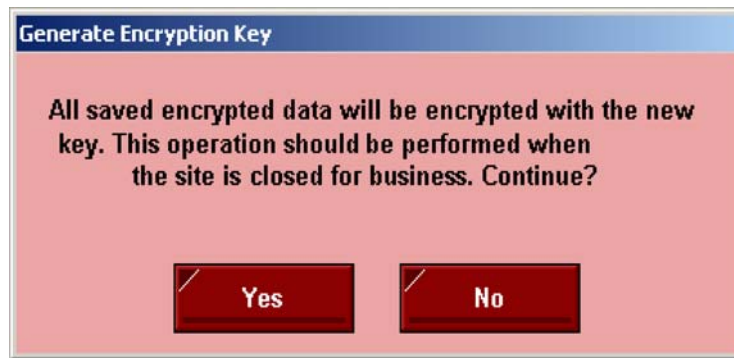 Generate Encryption Key
All saved encrypted data will be encrypted with the new
key. This operation should be performed when
the site is closed for business. Continue?
Yes
No